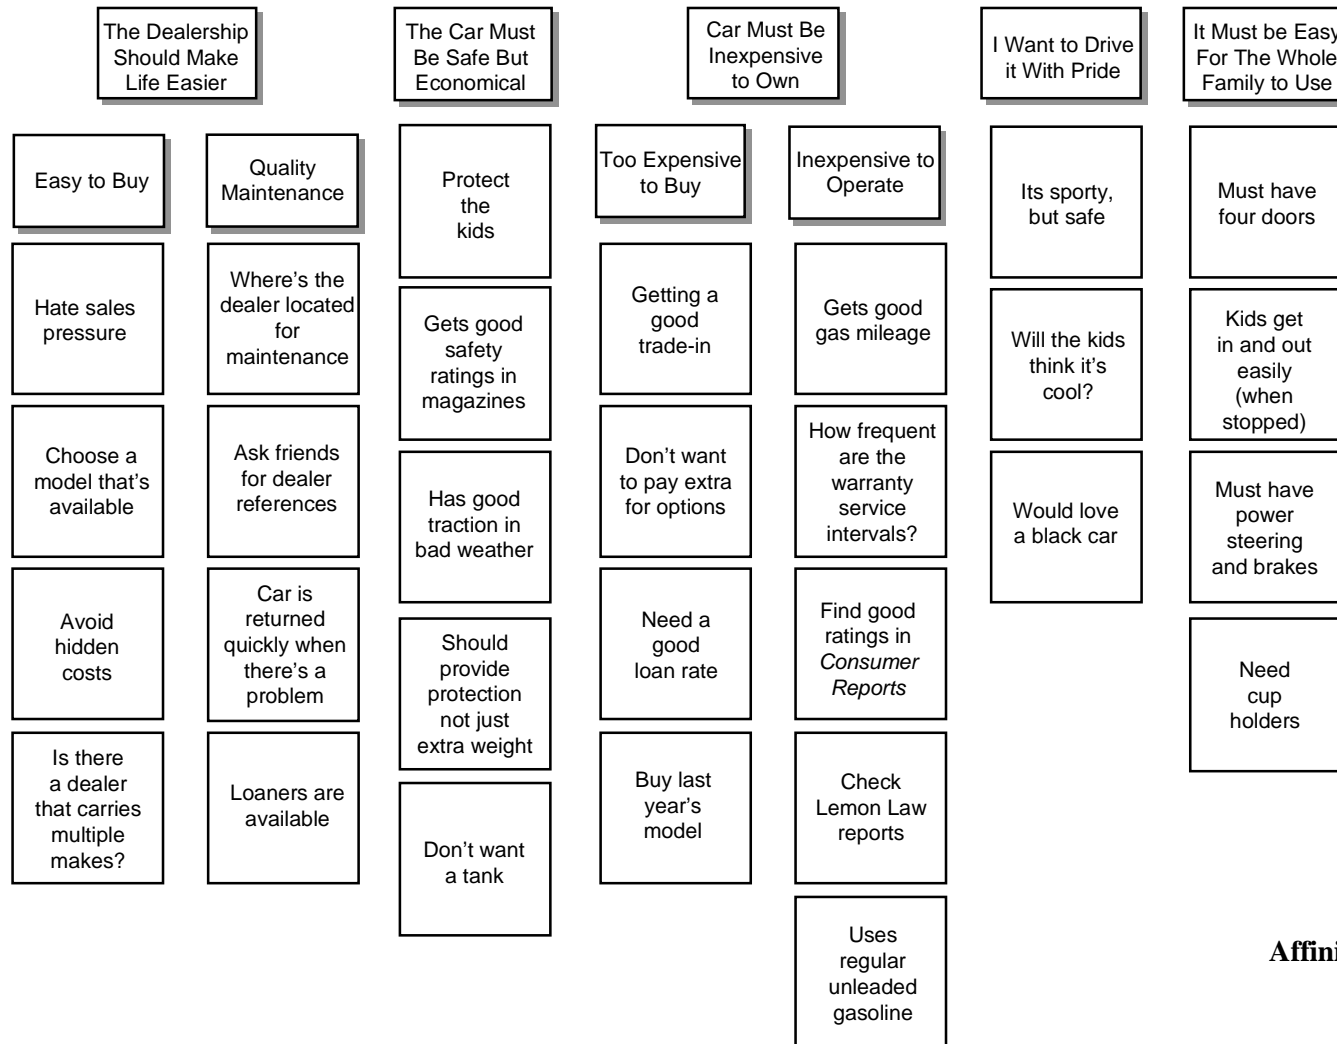 The Dealership
Should Make
Life Easier
The Car Must
Be Safe But
Economical
Car Must Be
Inexpensive
to Own
I Want to Drive
it With Pride
It Must be Easy
For The Whole
Family to Use
Easy to Buy
Hate sales
pressure
Choose a
model that's
available
Avoid
hidden
costs
Is there
a dealer
that carries
multiple
makes?
Quality
Maintenance
Where's the
dealer located
for
maintenance
Ask friends
for dealer
references
Car is
returned
quickly when
there's a
problem
Loaners are
available
Protect
the
kids
Gets good
safety
ratings in
magazines
Has good
traction in
bad weather
Should
provide
protection
not just
extra weight
Don't want
a tank
Too Expensive
to Buy
Getting a
good
trade-in
Don't want
to pay extra
for options
Need a
good
loan rate
Buy last
year's
model
Inexpensive to
Operate
Gets good
gas mileage
How frequent
are the
warranty
service
intervals?
Find good
ratings in
Consumer
Reports
Check
Lemon Law
reports
Uses
regular
unleaded
gasoline
Its sporty,
but safe
Will the kids
think it's
cool?
Would love
a black car
Must have
four doors
Kids get
in and out
easily
(when
stopped)
Must have
power
steering
and brakes
Need
cup
holders
Affini